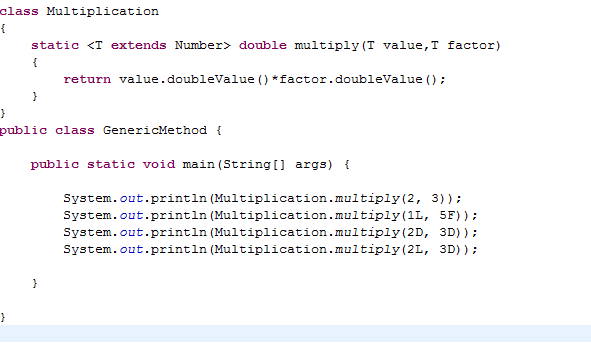 class Multiplication
{
    static <T extends Number> double multiply(T value,T factor)
    {
        return value.doubleValue()*factor.doubleValue();
    }
}
public class GenericMethod {

    public static void main(String[] args) {

        System.out.println(Multiplication.multiply(2, 3));
        System.out.println(Multiplication.multiply(1L, 5F));
        System.out.println(Multiplication.multiply(2D, 3D));
        System.out.println(Multiplication.multiply(2L, 3D));

    }

}